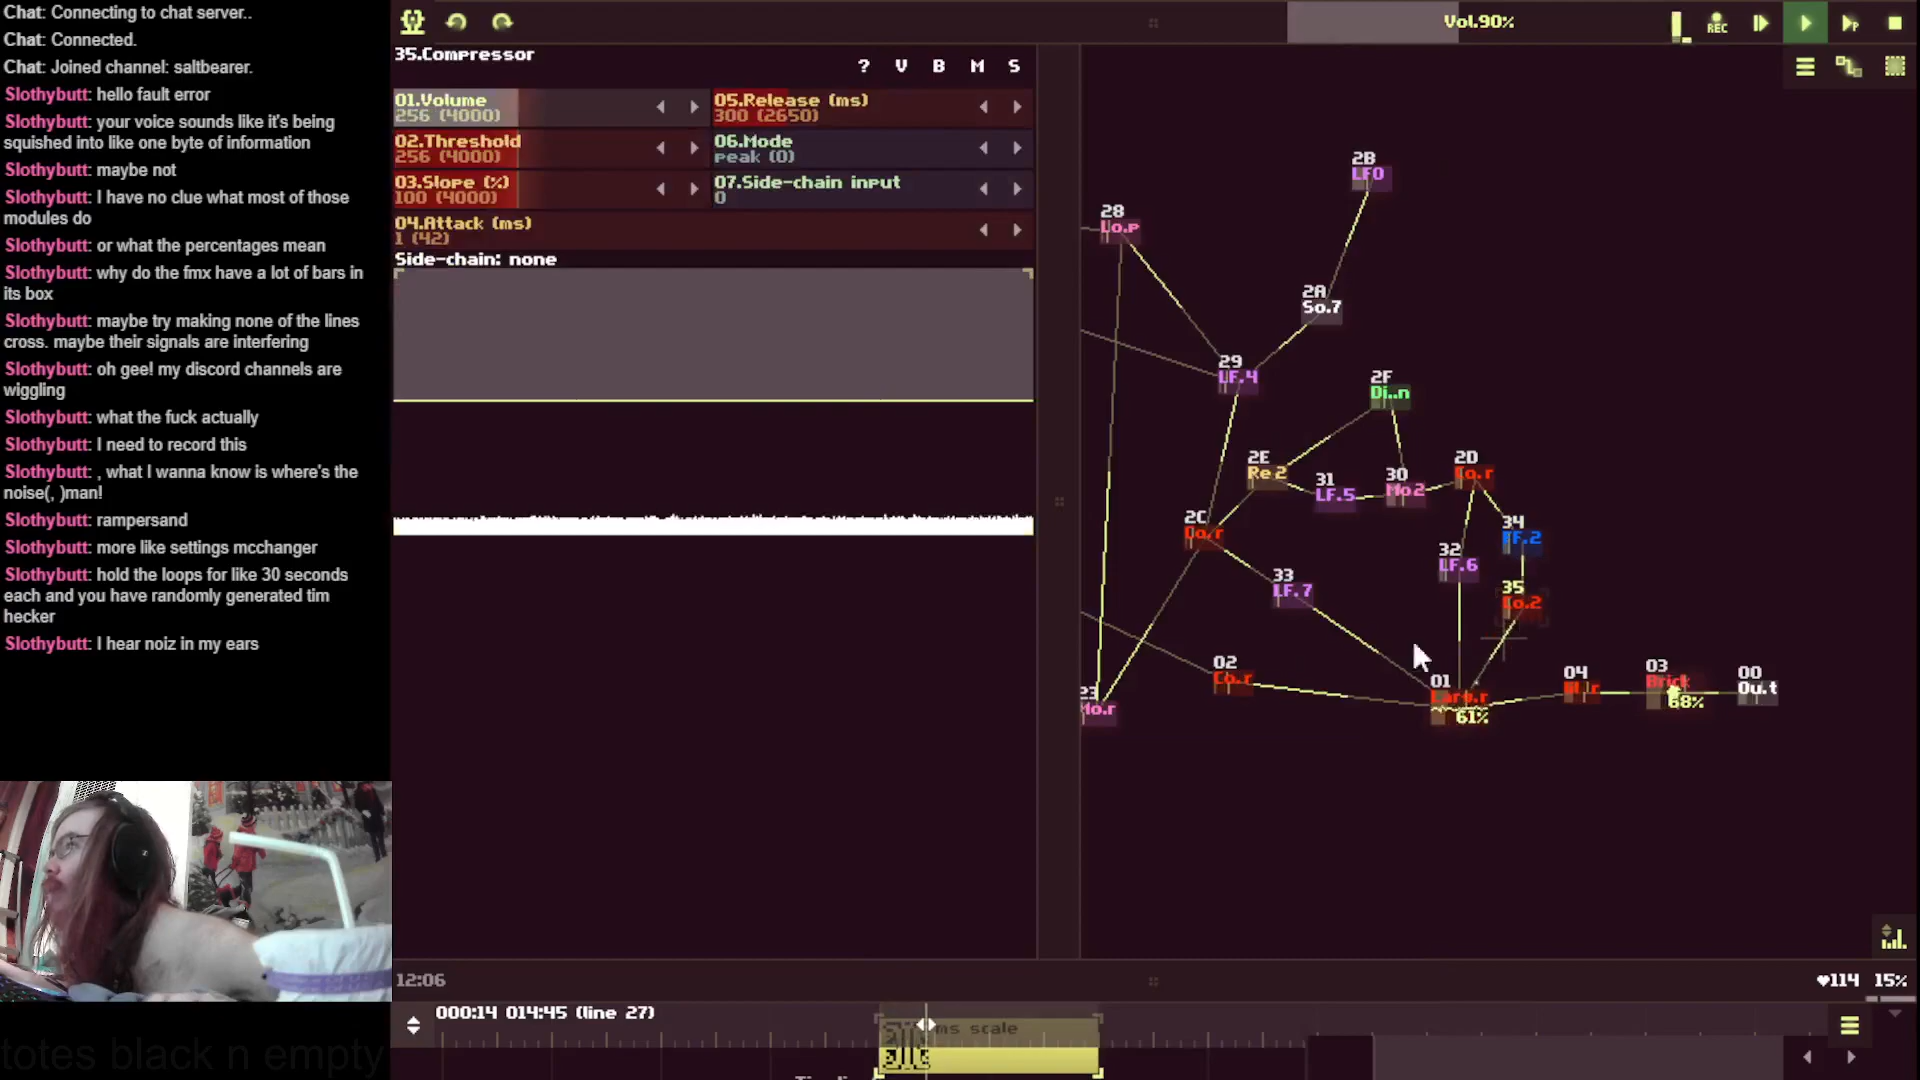 Chat: Connecting to chat server..
Chat: Connected.
Chat: Joined channel: saltbearer.
Slothybutt: hello fault error
Slothybutt: your voice sounds like it's being
squished into like one byte of information
Slothybutt: maybe not
Slothybutt: I have no clue what most of those
modules do
Slothybutt: or what the percentages mean
Slothybutt: why do the fmx have a lot of bars in
its box
Slothybutt: maybe try making none of the lines
cross. maybe their signals are interfering
Slothybutt: oh gee! my discord channels are
wiggling
Slothybutt: what the fuck actually
Slothybutt: I need to record this
Slothybutt: , what I wanna know is where's the
noise(, )man!
Slothybutt: rampersand
Slothybutt: more like settings mcchanger
Slothybutt: hold the loops for like 30 seconds
each and you have randomly generated tim
hecker
Slothybutt: I hear noiz in my ears
totes black n empty
Vol.90%
REC
35.Compressor
? V B M S
01.Volume
256 (4000)
02.Threshold
256 (4000)
03.Slope (%)
100 (4000)
04.Attack (ms)
1 (42)
05.Release (ms)
300 (2650)
06.Mode
peak (0)
07.Side-chain input
0
Side-chain: none
2B
LFO
28
2A
So.7
29
LF.4
2F
Di..n
2E
Re2
31
LF.5
30
Mo2
2D
Co.r
2C
34
32
LF.6
33
LF.7
35
Co.2
02
Co.r
23
Mo.r
01
61%
04
03
Brick
68%
00
Ou.t
12:06
♥114 15%
000:14 014:45 (line 27)
ms scale